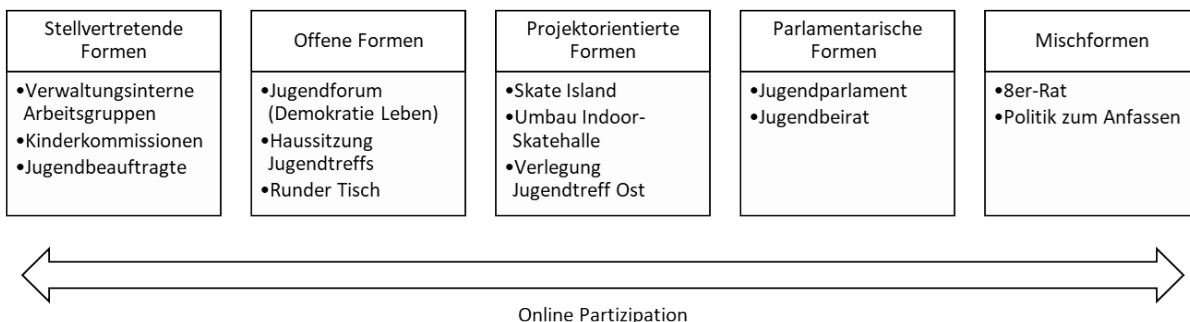 Stellvertretende
Formen
•Verwaltungsinterne
Arbeitsgruppen
•Kinderkommissionen
•Jugendbeauftragte
Offene Formen
•Jugendforum
(Demokratie Leben)
•Haussitzung
Jugendtreffs
•Runder Tisch
Projektorientierte
Formen
•Skate Island
•Umbau Indoor-
Skatehalle
•Verlegung
Jugendtreff Ost
Parlamentarische
Formen
•Jugendparlament
•Jugendbeirat
Mischformen
•8er-Rat
•Politik zum Anfassen
Online Partizipation